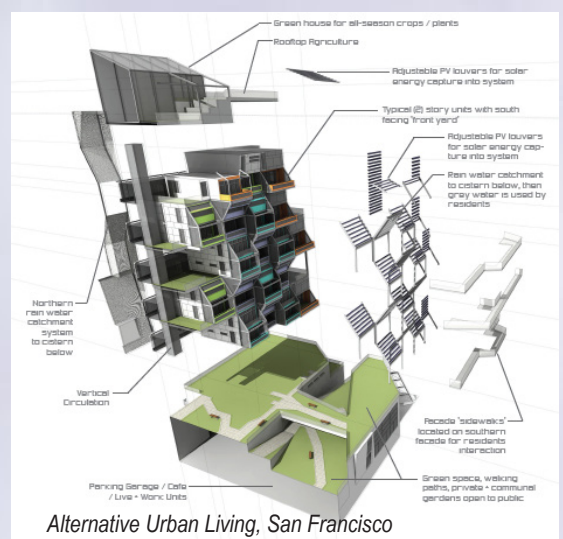 Green house for all-season crops / plants
Rooftop Agriculture
Adjustable PV louvers for solar
energy capture into system
Typical (2) story units with south
facing 'front yard'
Adjustable PV louvers
for solar energy cap-
ture into system
Rain water catchment
to cistern below, then
grey water is used by
residents
Northern
rain water
catchment
system
to cistern
below
Vertical
Circulation
Facade 'sidewalks'
located on southern
facade for residents
interaction
Parking Garage / Cafe
/ Live + Work Units
Green space, walking
paths, private + communal
gardens open to public
Alternative Urban Living, San Francisco